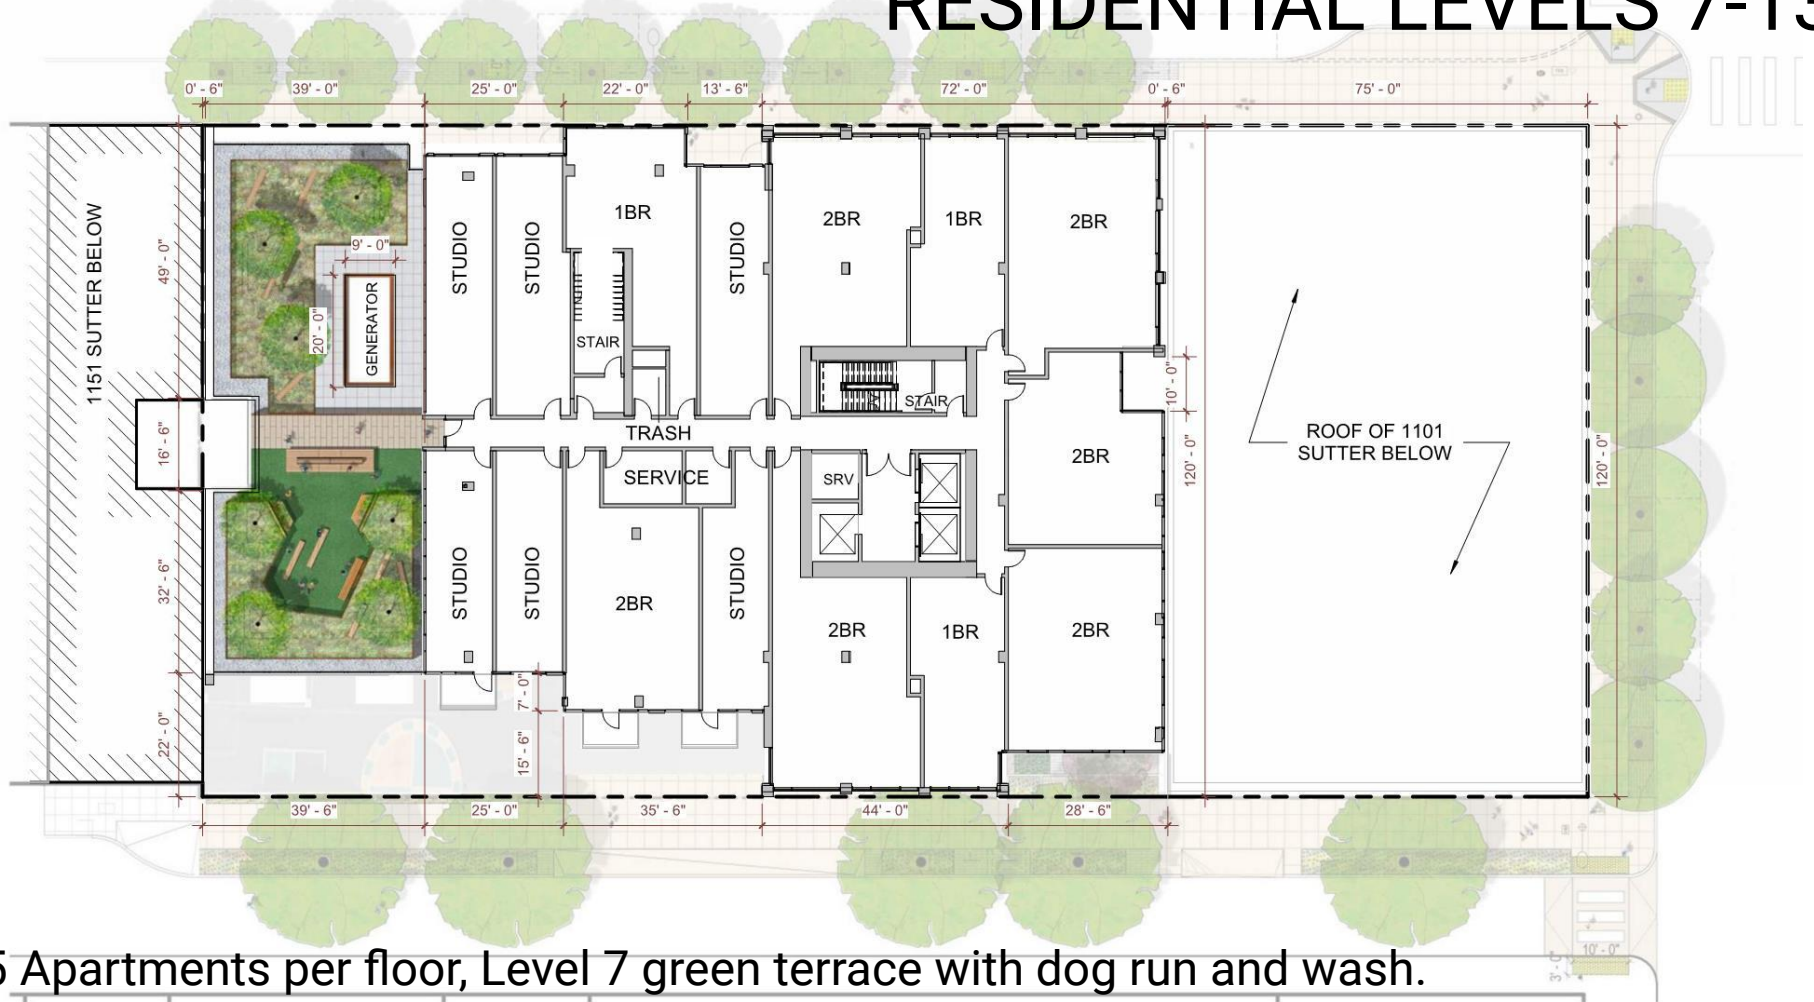 RESIDENTIAL LEVELS 7-13
0' - 6"
39' - 0"
25' - 0"
22' - 0"
13' - 6"
72' - 0"
0' - 6"
75' - 0"
1151 SUTTER BELOW
49' - 0"
16' - 6"
32' - 6"
22' - 0"
9' - 0"
20' - 0"
GENERATOR
STUDIO
STUDIO
1BR
STUDIO
2BR
1BR
2BR
STAIR
STAIR
TRASH
SERVICE
SRV
10' - 0"
120' - 0"
2BR
ROOF OF 1101
SUTTER BELOW
120' - 0"
STUDIO
STUDIO
2BR
STUDIO
2BR
1BR
2BR
7' - 0"
15' - 6"
39' - 6"
25' - 0"
35' - 6"
44' - 0"
28' - 6"
10' - 0"
3' - 0"
5 Apartments per floor, Level 7 green terrace with dog run and wash.